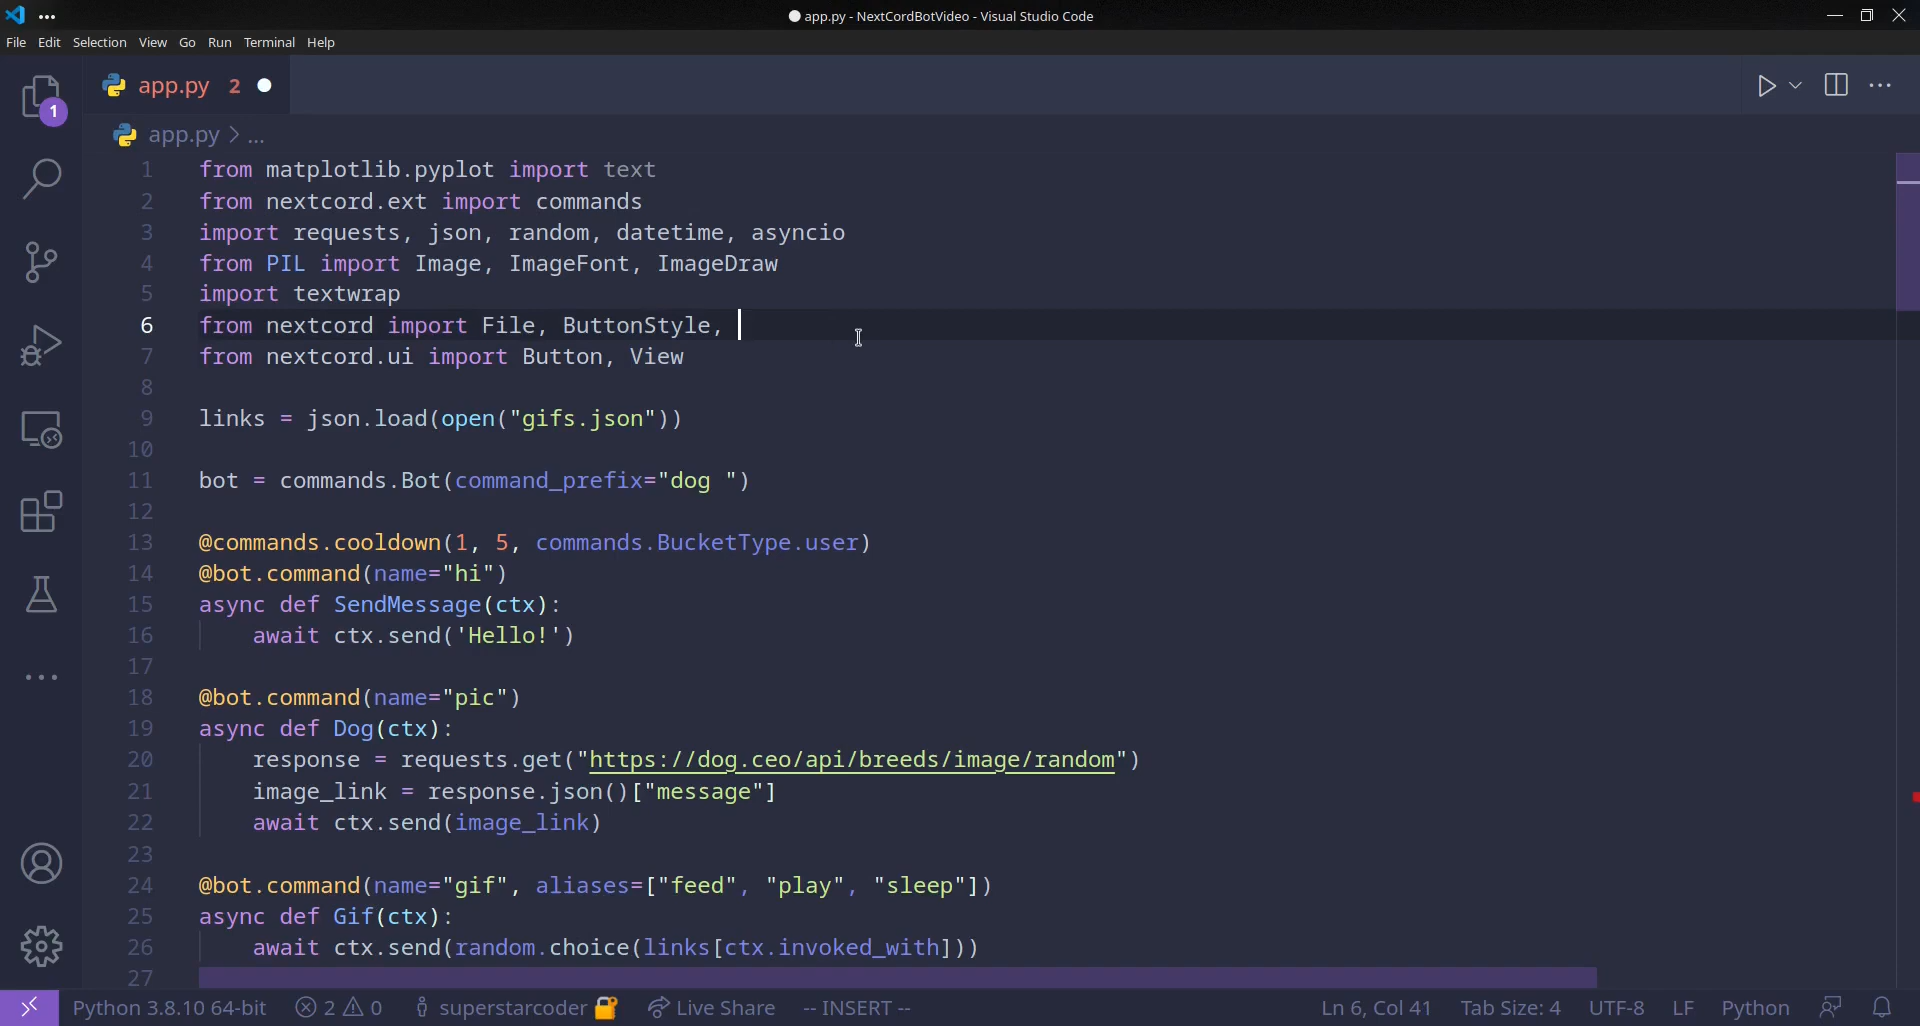 app.py - NextCordBotVideo - Visual Studio Code
File Edit Selection View Go Run Terminal Help
app.py 2
1
app.py > ...
1 from matplotlib.pyplot import text
2 from nextcord.ext import commands
3 import requests, json, random, datetime, asyncio
4 from PIL import Image, ImageFont, ImageDraw
5 import textwrap
6 from nextcord import File, ButtonStyle,
7 from nextcord.ui import Button, View
8
9 links = json.load(open("gifs.json"))
10
11 bot = commands.Bot(command_prefix="dog ")
12
13 @commands.cooldown(1, 5, commands.BucketType.user)
14 @bot.command(name="hi")
15 async def SendMessage(ctx):
16     await ctx.send('Hello!')
17
18 @bot.command(name="pic")
19 async def Dog(ctx):
20     response = requests.get("https://dog.ceo/api/breeds/image/random")
21     image_link = response.json()["message"]
22     await ctx.send(image_link)
23
24 @bot.command(name="gif", aliases=["feed", "play", "sleep"])
25 async def Gif(ctx):
26     await ctx.send(random.choice(links[ctx.invoked_with]))
27
Python 3.8.10 64-bit 2 0 superstarcoder Live Share -- INSERT -- Ln 6, Col 41 Tab Size: 4 UTF-8 LF Python